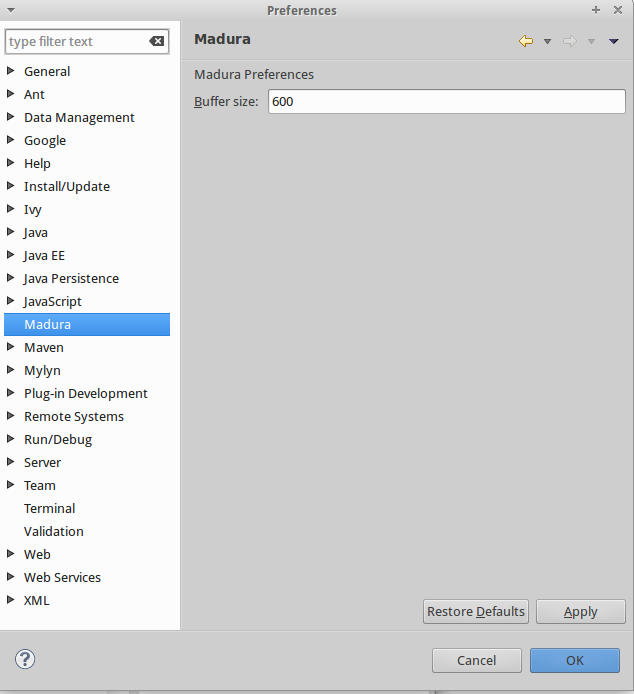 Preferences
type filter text
General
Ant
Data Management
Google
Help
Install/Update
Ivy
Java
Java EE
Java Persistence
JavaScript
Madura
Maven
Mylyn
Plug-in Development
Remote Systems
Run/Debug
Server
Team
Terminal
Validation
Web
Web Services
XML
Madura
Madura Preferences
Buffer size: 600
Restore Defaults Apply
? Cancel OK